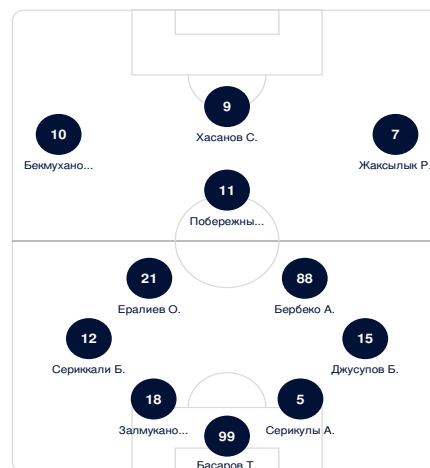 9
Хасанов С.
10
Бекмухано...
7
Жаксылык Р.
11
Побережны...
21
Ералиев О.
88
Бербеко А.
12
Сериккали Б.
15
Джусупов Б.
18
Залмукано...
5
Серикулы А.
99
Басаров Т.